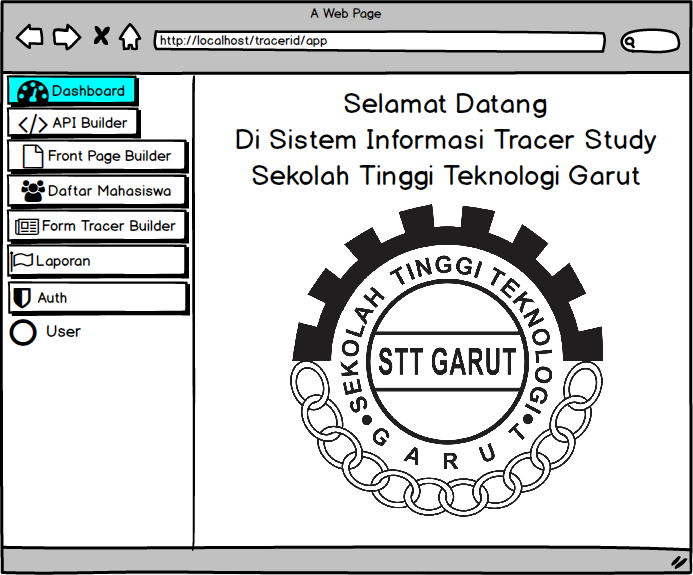 A Web Page
http://localhost/tracerid/app
Dashboard
API Builder
Front Page Builder
Daftar Mahasiswa
Form Tracer Builder
Laporan
Auth
User
Selamat Datang
Di Sistem Informasi Tracer Study
Sekolah Tinggi Teknologi Garut
SEKOLAH TINGGI TEKNOLOGI
STT GARUT
GARUT